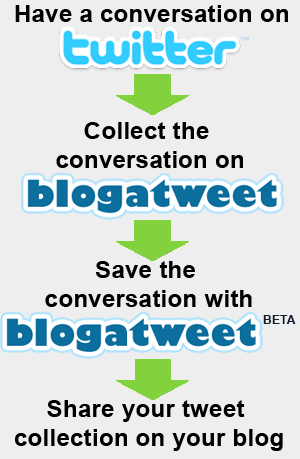 Have a conversation on
twitter™
Collect the
conversation on
blogatweet
Save the
conversation with
blogatweet BETA
Share your tweet
collection on your blog